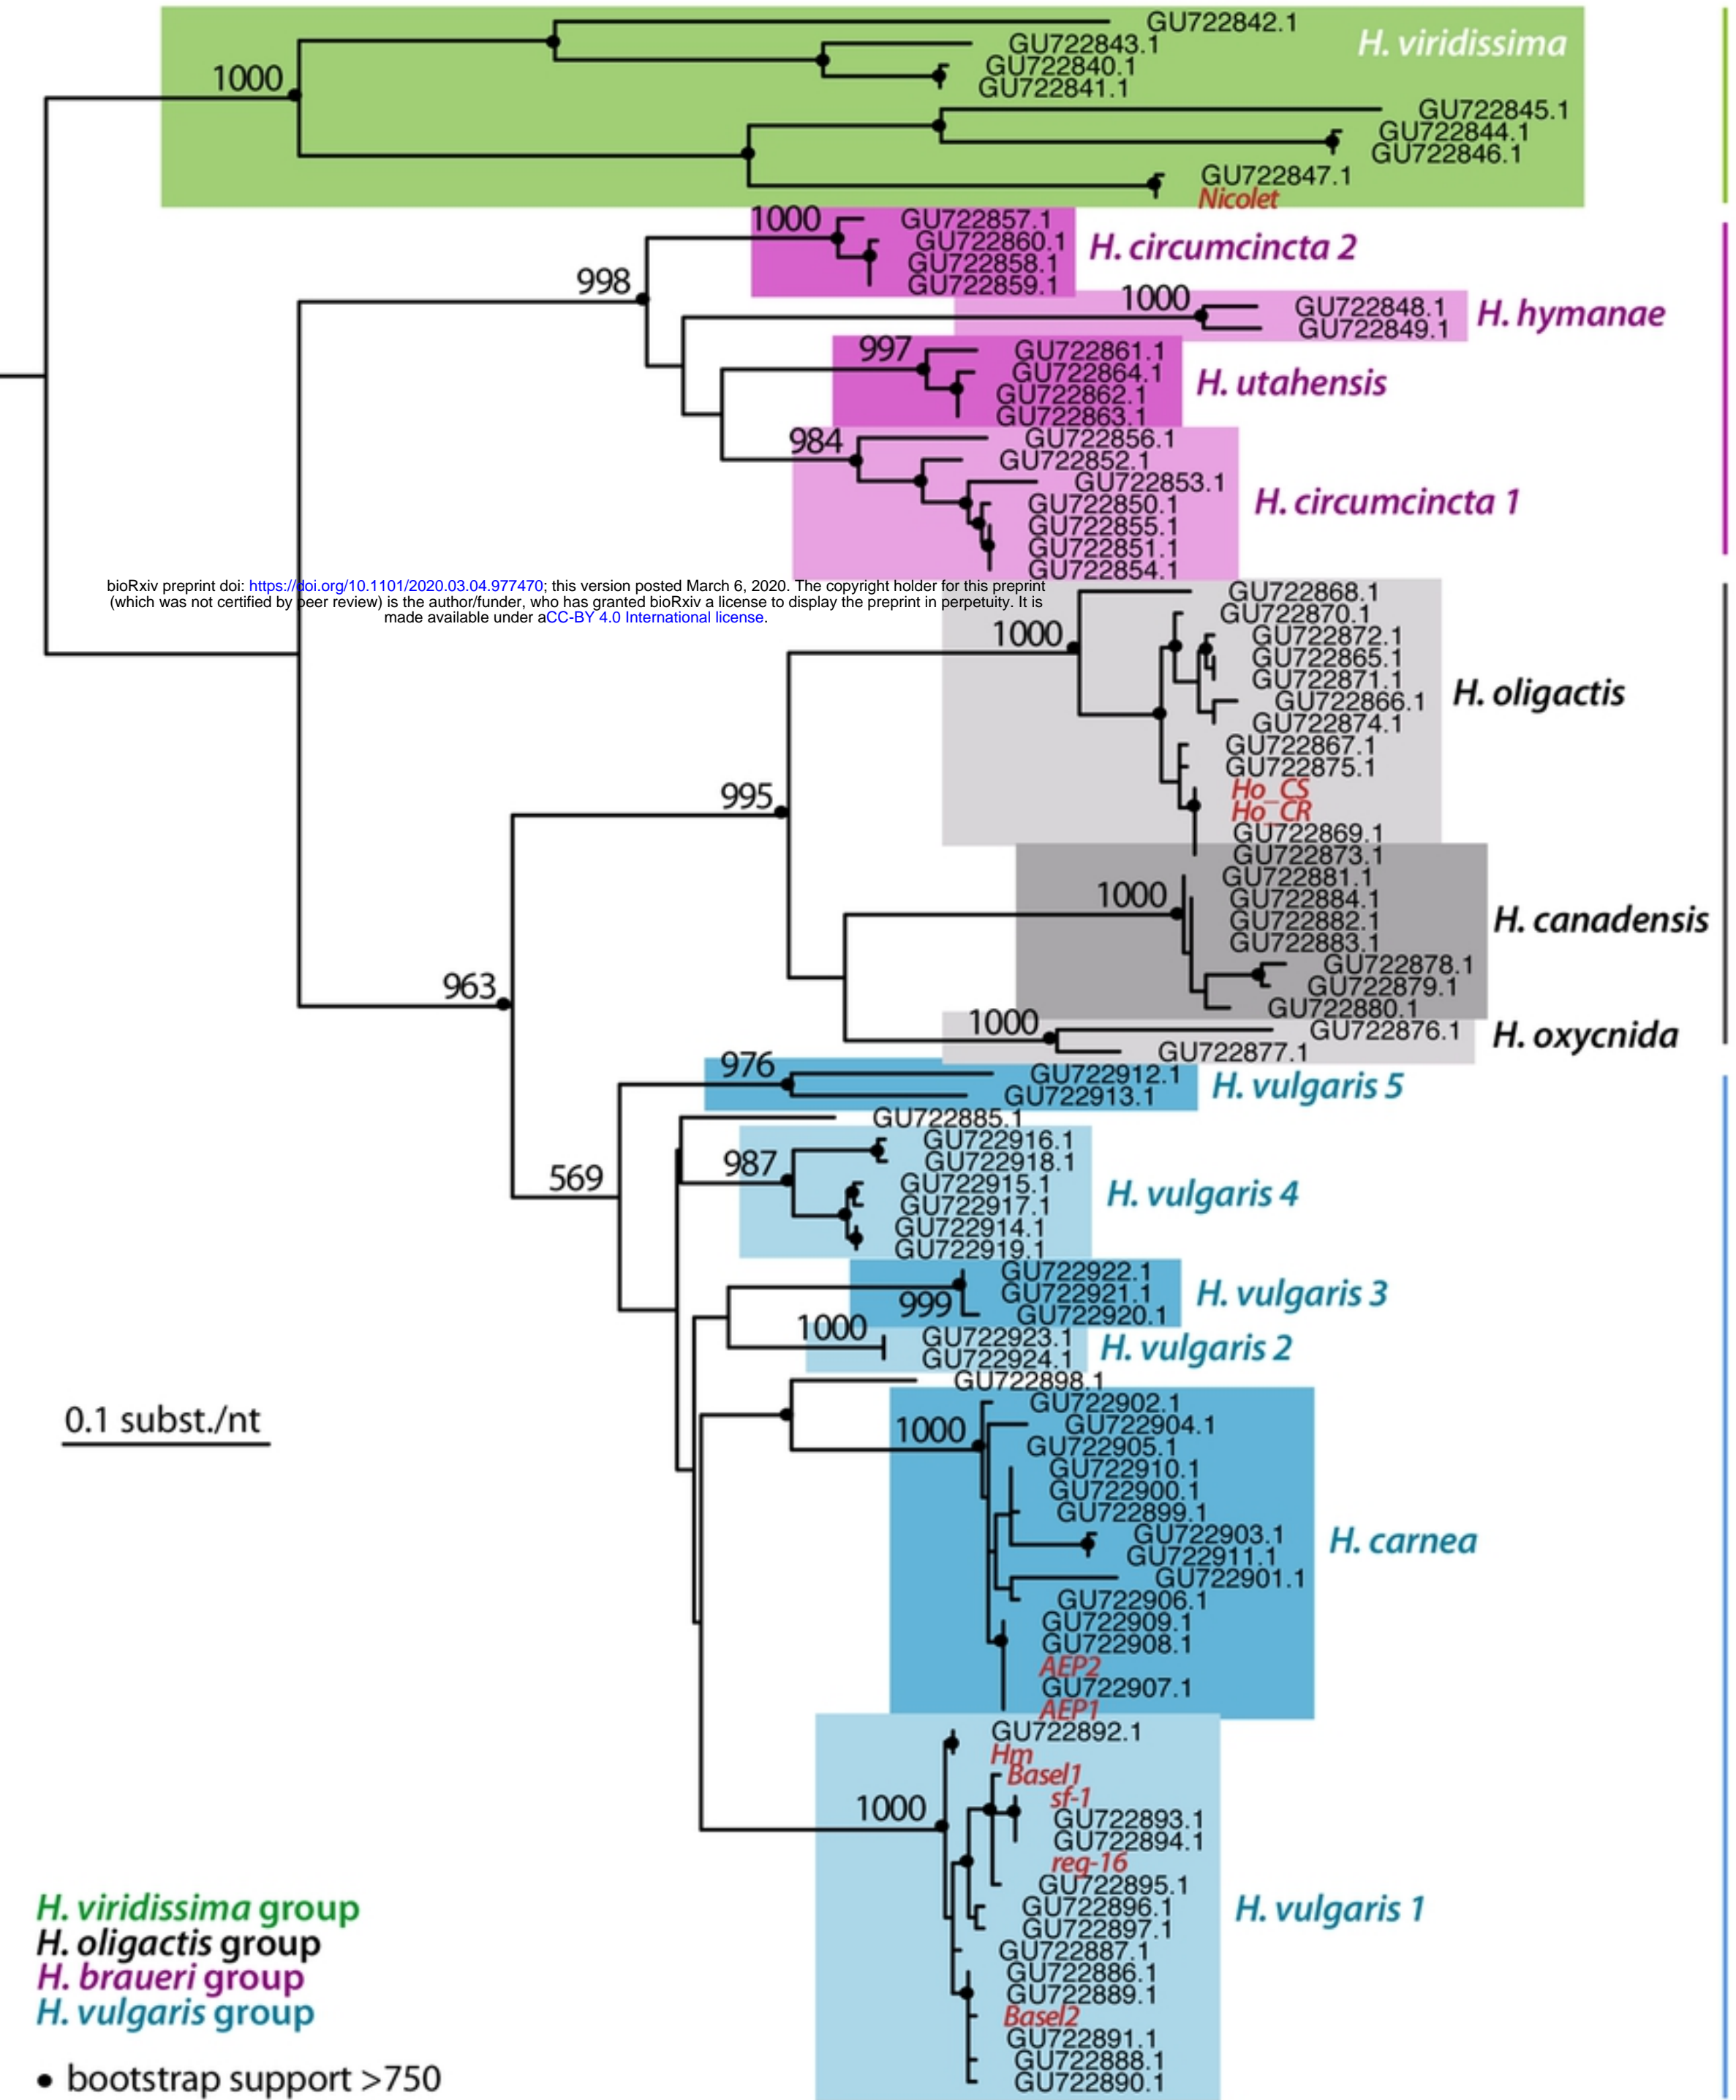 GU722842.1
H. viridissima
GU722843.1
GU722840.1
1000
GU722841.1
GU722845.1
GU722844.1
GU722846.1
GU722847.1
Nicolet
1000
GU722857.1
GU722860.1
H. circumcincta 2
GU722858.1
998
GU722859.1
1000
GU722848.1
H. hymanae
GU722849.1
997
GU722861.1
GU722864.1
H. utahensis
GU722862.1
GU722863.1
984
GU722856.1
GU722852.1
GU722853.1
H. circumcincta 1
GU722850.1
GU722855.1
GU722851.1
GU722854.1
bioRxiv preprint doi: https://doi.org/10.1101/2020.03.04.977470; this version posted March 6, 2020. The copyright holder for this preprint
(which was not certified by peer review) is the author/funder, who has granted bioRxiv a license to display the preprint in perpetuity. It is
made available under aCC-BY 4.0 International license.
GU722868.1
GU722870.1
1000
GU722872.1
GU722865.1
GU722871.1
H. oligactis
GU722866.1
GU722874.1
GU722867.1
GU722875.1
995
Ho_CS
Ho_CR
GU722869.1
GU722873.1
GU722881.1
1000
GU722884.1
GU722882.1
H. canadensis
GU722883.1
GU722878.1
963
GU722879.1
GU722880.1
1000
GU722876.1
H. oxycnida
GU722877.1
976
GU722912.1
H. vulgaris 5
GU722913.1
GU722885.1
GU722916.1
987
GU722918.1
569
GU722915.1
H. vulgaris 4
GU722917.1
GU722914.1
GU722919.1
GU722922.1
GU722921.1
H. vulgaris 3
999
GU722920.1
1000
GU722923.1
H. vulgaris 2
GU722924.1
GU722898.1
GU722902.1
0.1 subst./nt
1000
GU722904.1
GU722905.1
GU722910.1
GU722900.1
GU722899.1
GU722903.1
H. carnea
GU722911.1
GU722901.1
GU722906.1
GU722909.1
GU722908.1
AEP2
GU722907.1
AEP1
GU722892.1
Hm
Basel1
sf-1
1000
GU722893.1
GU722894.1
reg-16
GU722895.1
GU722896.1
H. vulgaris 1
GU722897.1
GU722887.1
GU722886.1
GU722889.1
Basel2
GU722891.1
GU722888.1
GU722890.1
H. viridissima group
H. oligactis group
H. braueri group
H. vulgaris group
• bootstrap support >750